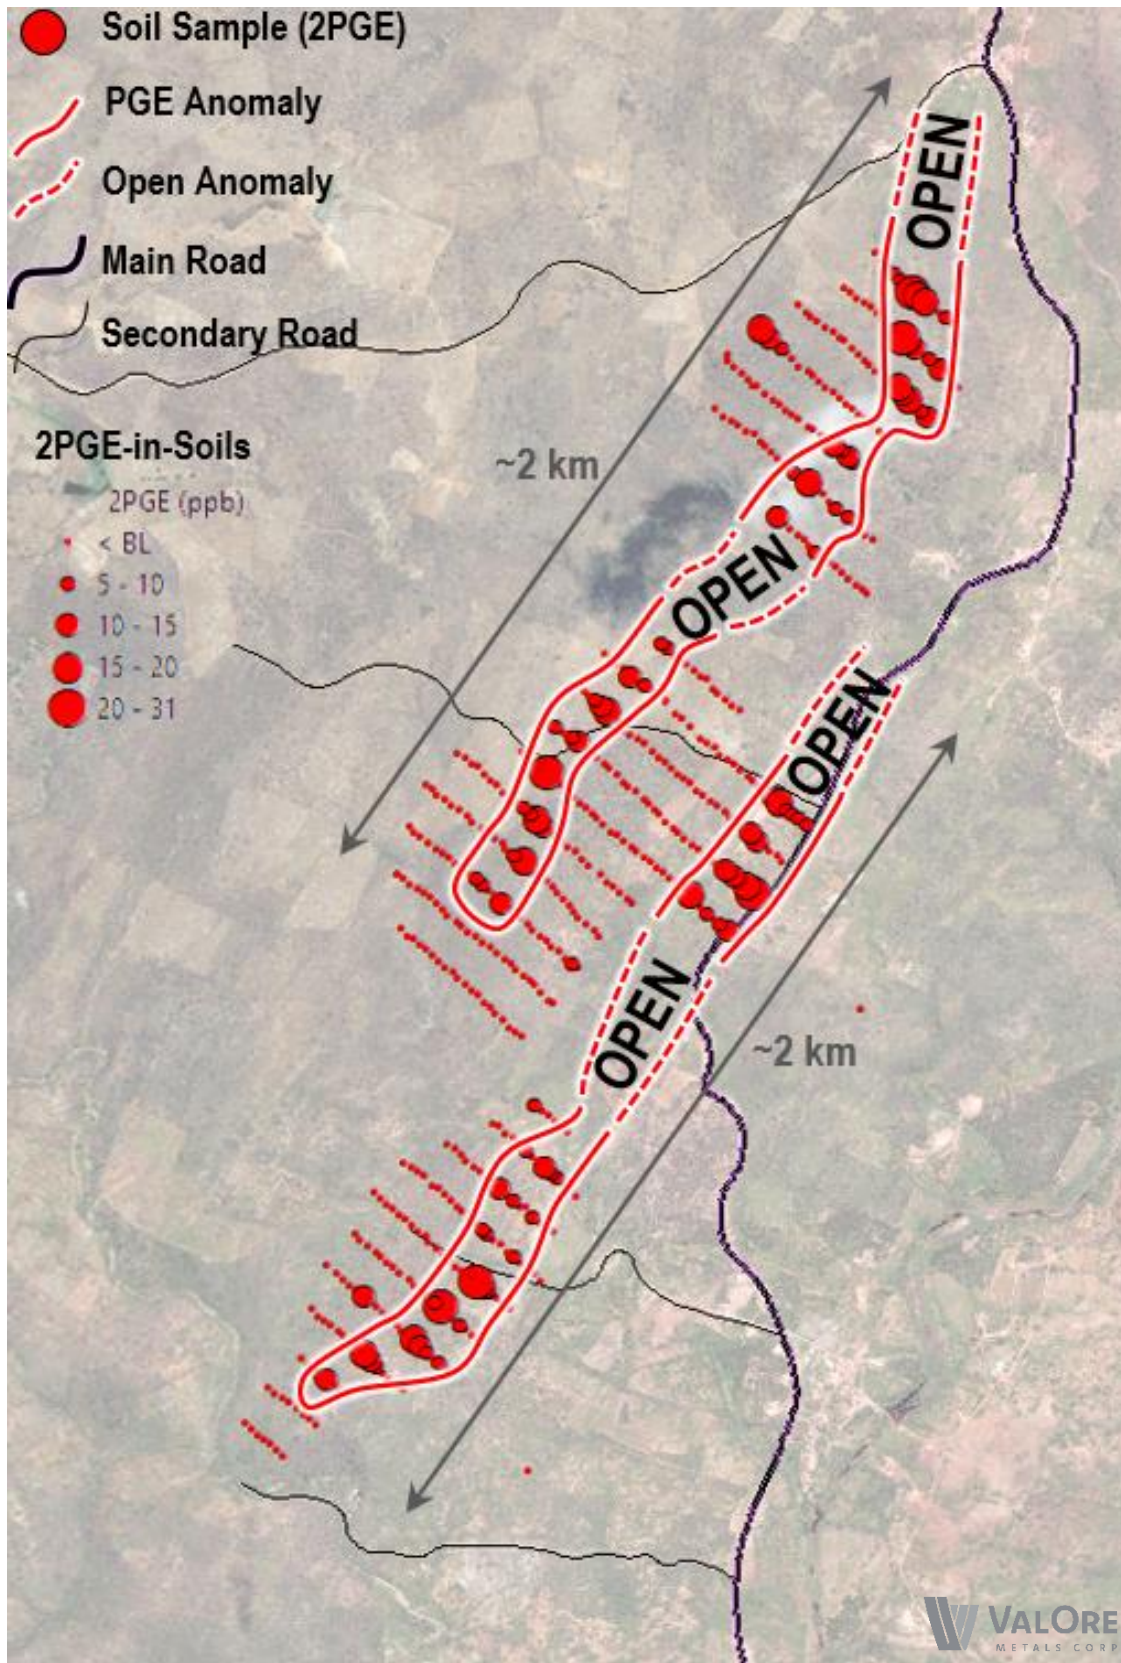 Soil Sample (2PGE)
PGE Anomaly
Open Anomaly
Main Road
Secondary Road
2PGE-in-Soils
2PGE (ppb)
< BL
5 - 10
10 - 15
15 - 20
20 - 31
OPEN
~2 km
OPEN
OPEN
OPEN
~2 km
VALORE
METALS CORP